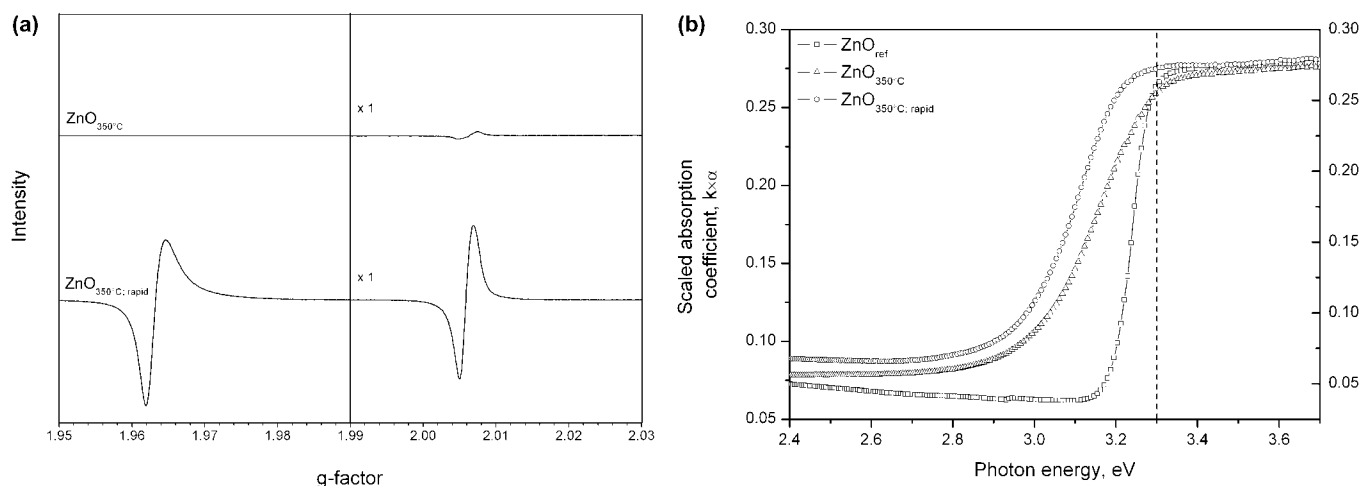 (a)
ZnO350°C
x 1
ZnO350°C; rapid
x 1
Intensity
1.95 1.96 1.97 1.98 1.99 2.00 2.01 2.02 2.03
g-factor
(b)
ZnOref
ZnO350°C
ZnO350°C; rapid
0.30
0.25
0.20
0.15
0.10
0.05
0.30
0.25
0.20
0.15
0.10
0.05
Scaled absorption
coefficient, k×α
2.4 2.6 2.8 3.0 3.2 3.4 3.6
Photon energy, eV